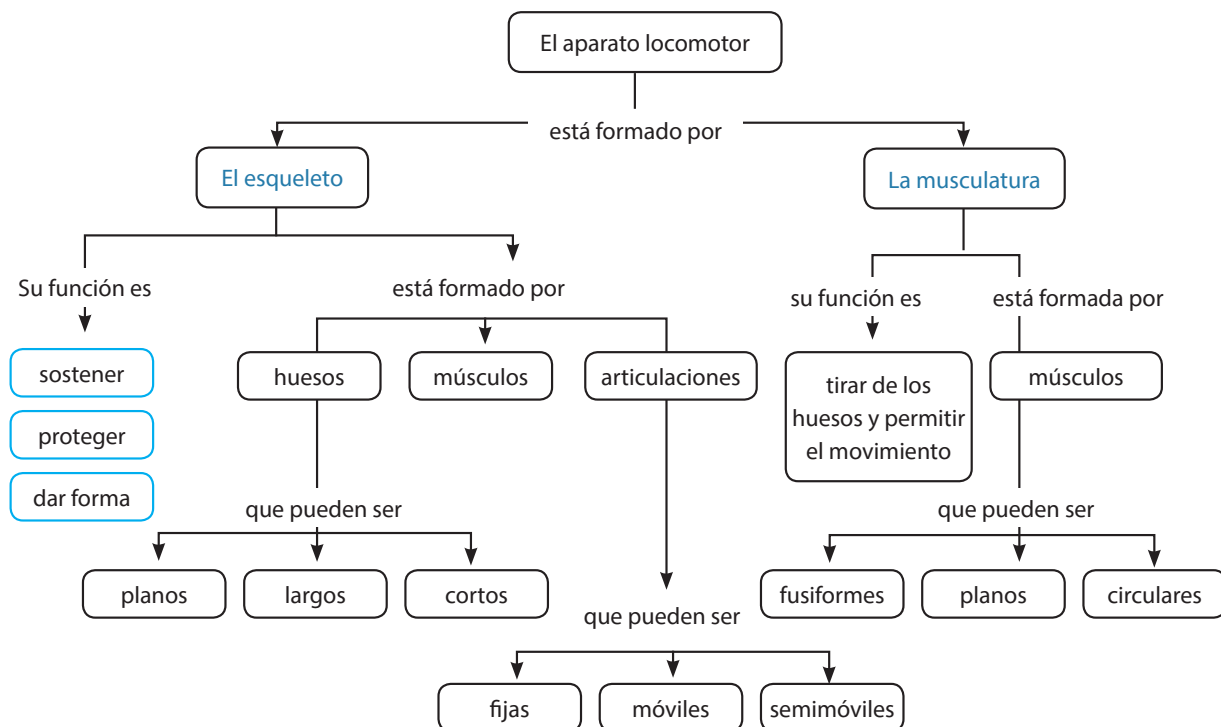 El aparato locomotor
está formado por
El esqueleto
La musculatura
Su función es
está formado por
su función es
está formada por
sostener
huesos
músculos
articulaciones
tirar de los
huesos y permitir
el movimiento
músculos
proteger
dar forma
que pueden ser
que pueden ser
planos
largos
cortos
fusiformes
planos
circulares
que pueden ser
fijas
móviles
semimóviles